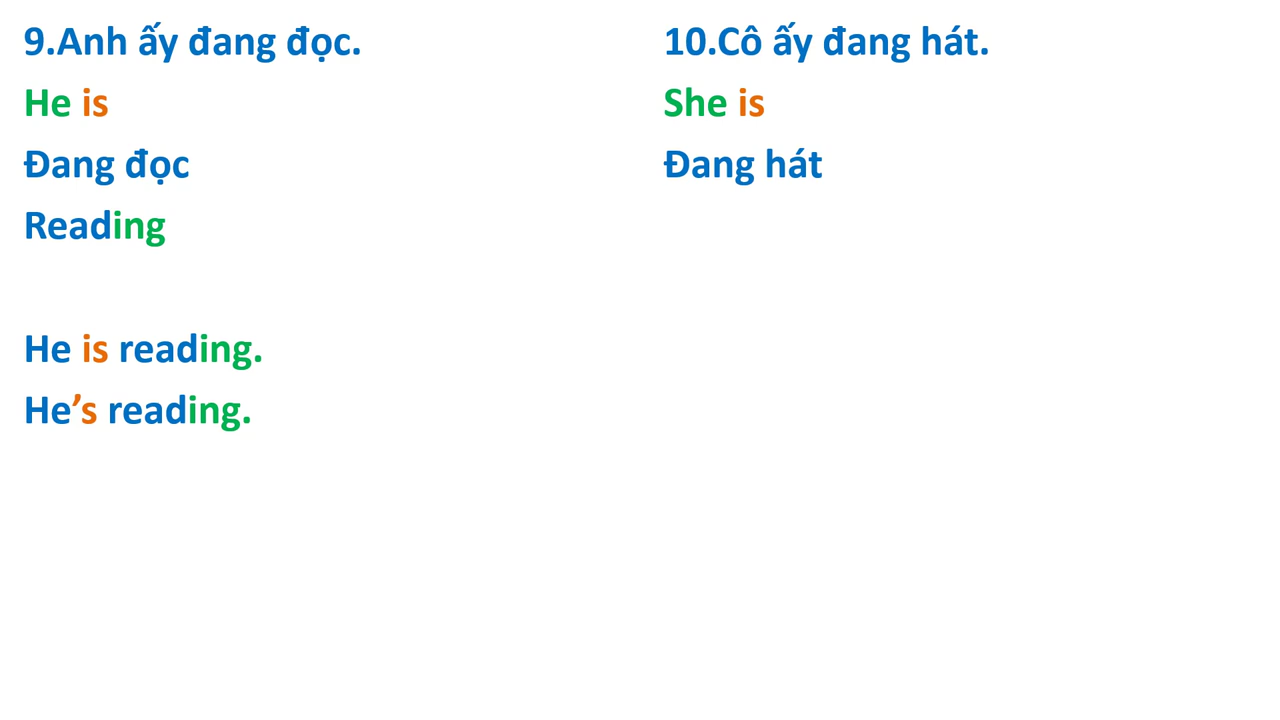 9.Anh ấy đang đọc.
He is
Đang đọc
Reading
He is reading.
He’s reading.
10.Cô ấy đang hát.
She is
Đang hát